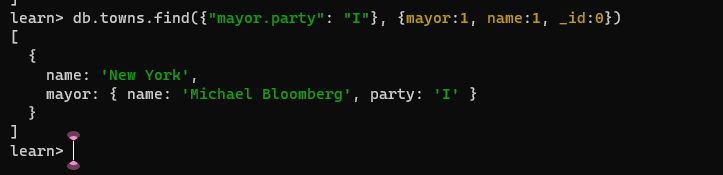 ]
learn> db.towns.find({"mayor.party": "I"}, {mayor:1, name:1, _id:0})
[
  {
    name: 'New York',
    mayor: { name: 'Michael Bloomberg', party: 'I' }
  }
]
learn>